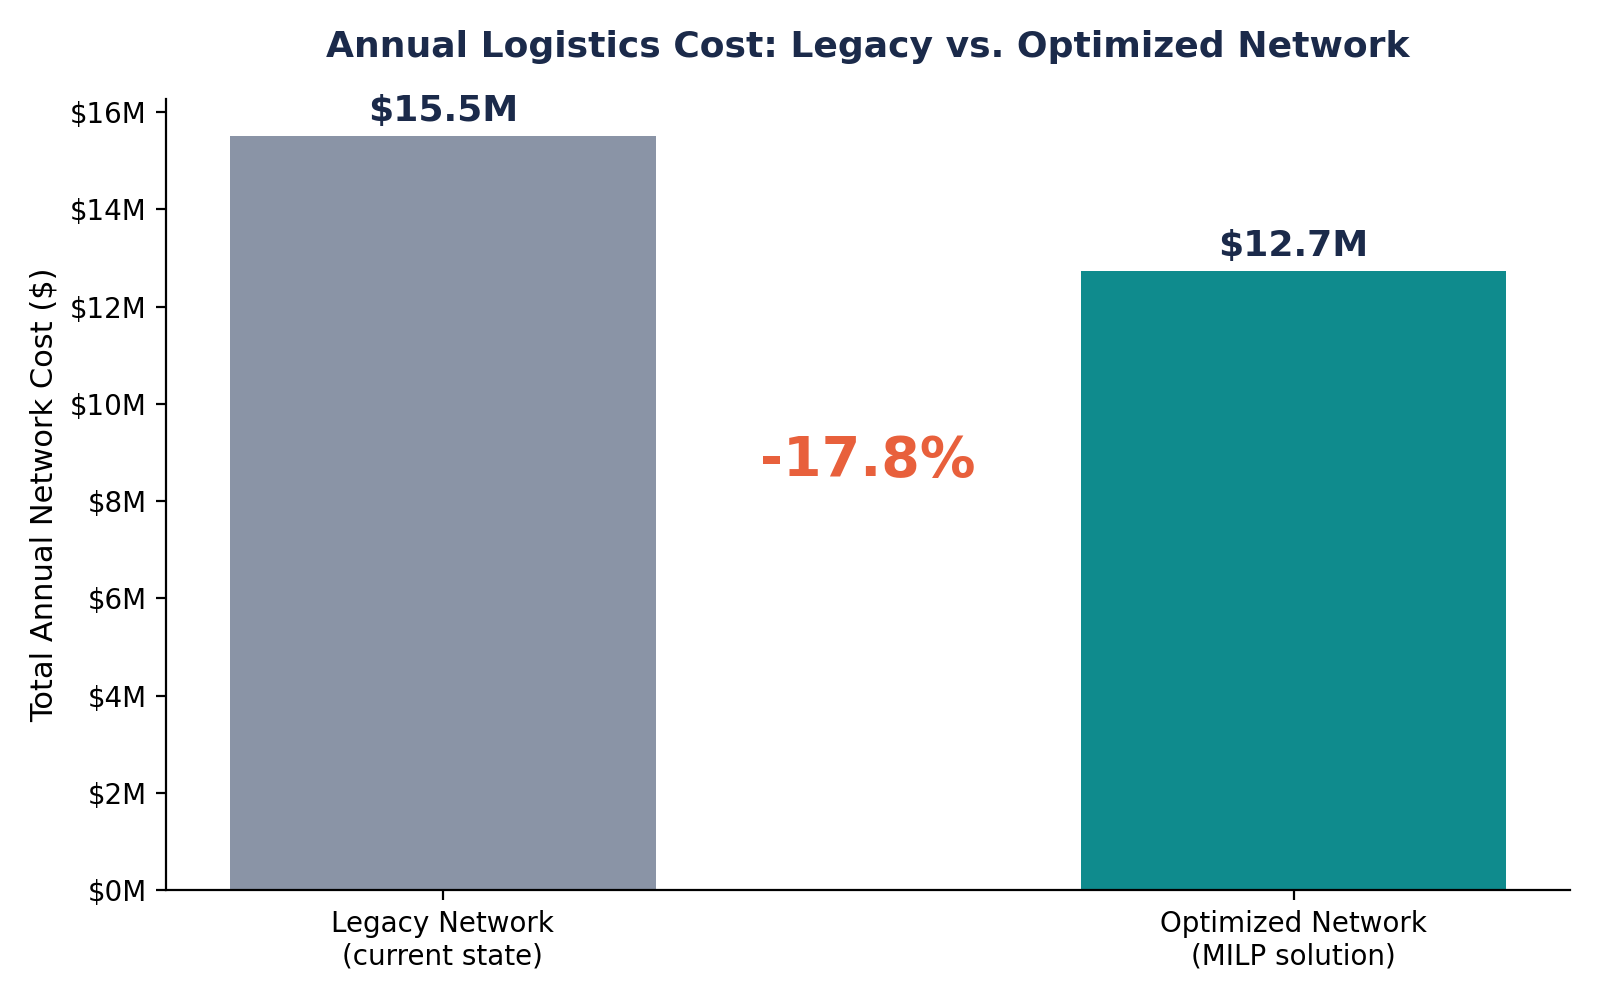 Annual Logistics Cost: Legacy vs. Optimized Network
Total Annual Network Cost ($)
$16M
$14M
$12M
$10M
$8M
$6M
$4M
$2M
$0M
$15.5M
$12.7M
-17.8%
Legacy Network
(current state)
Optimized Network
(MILP solution)